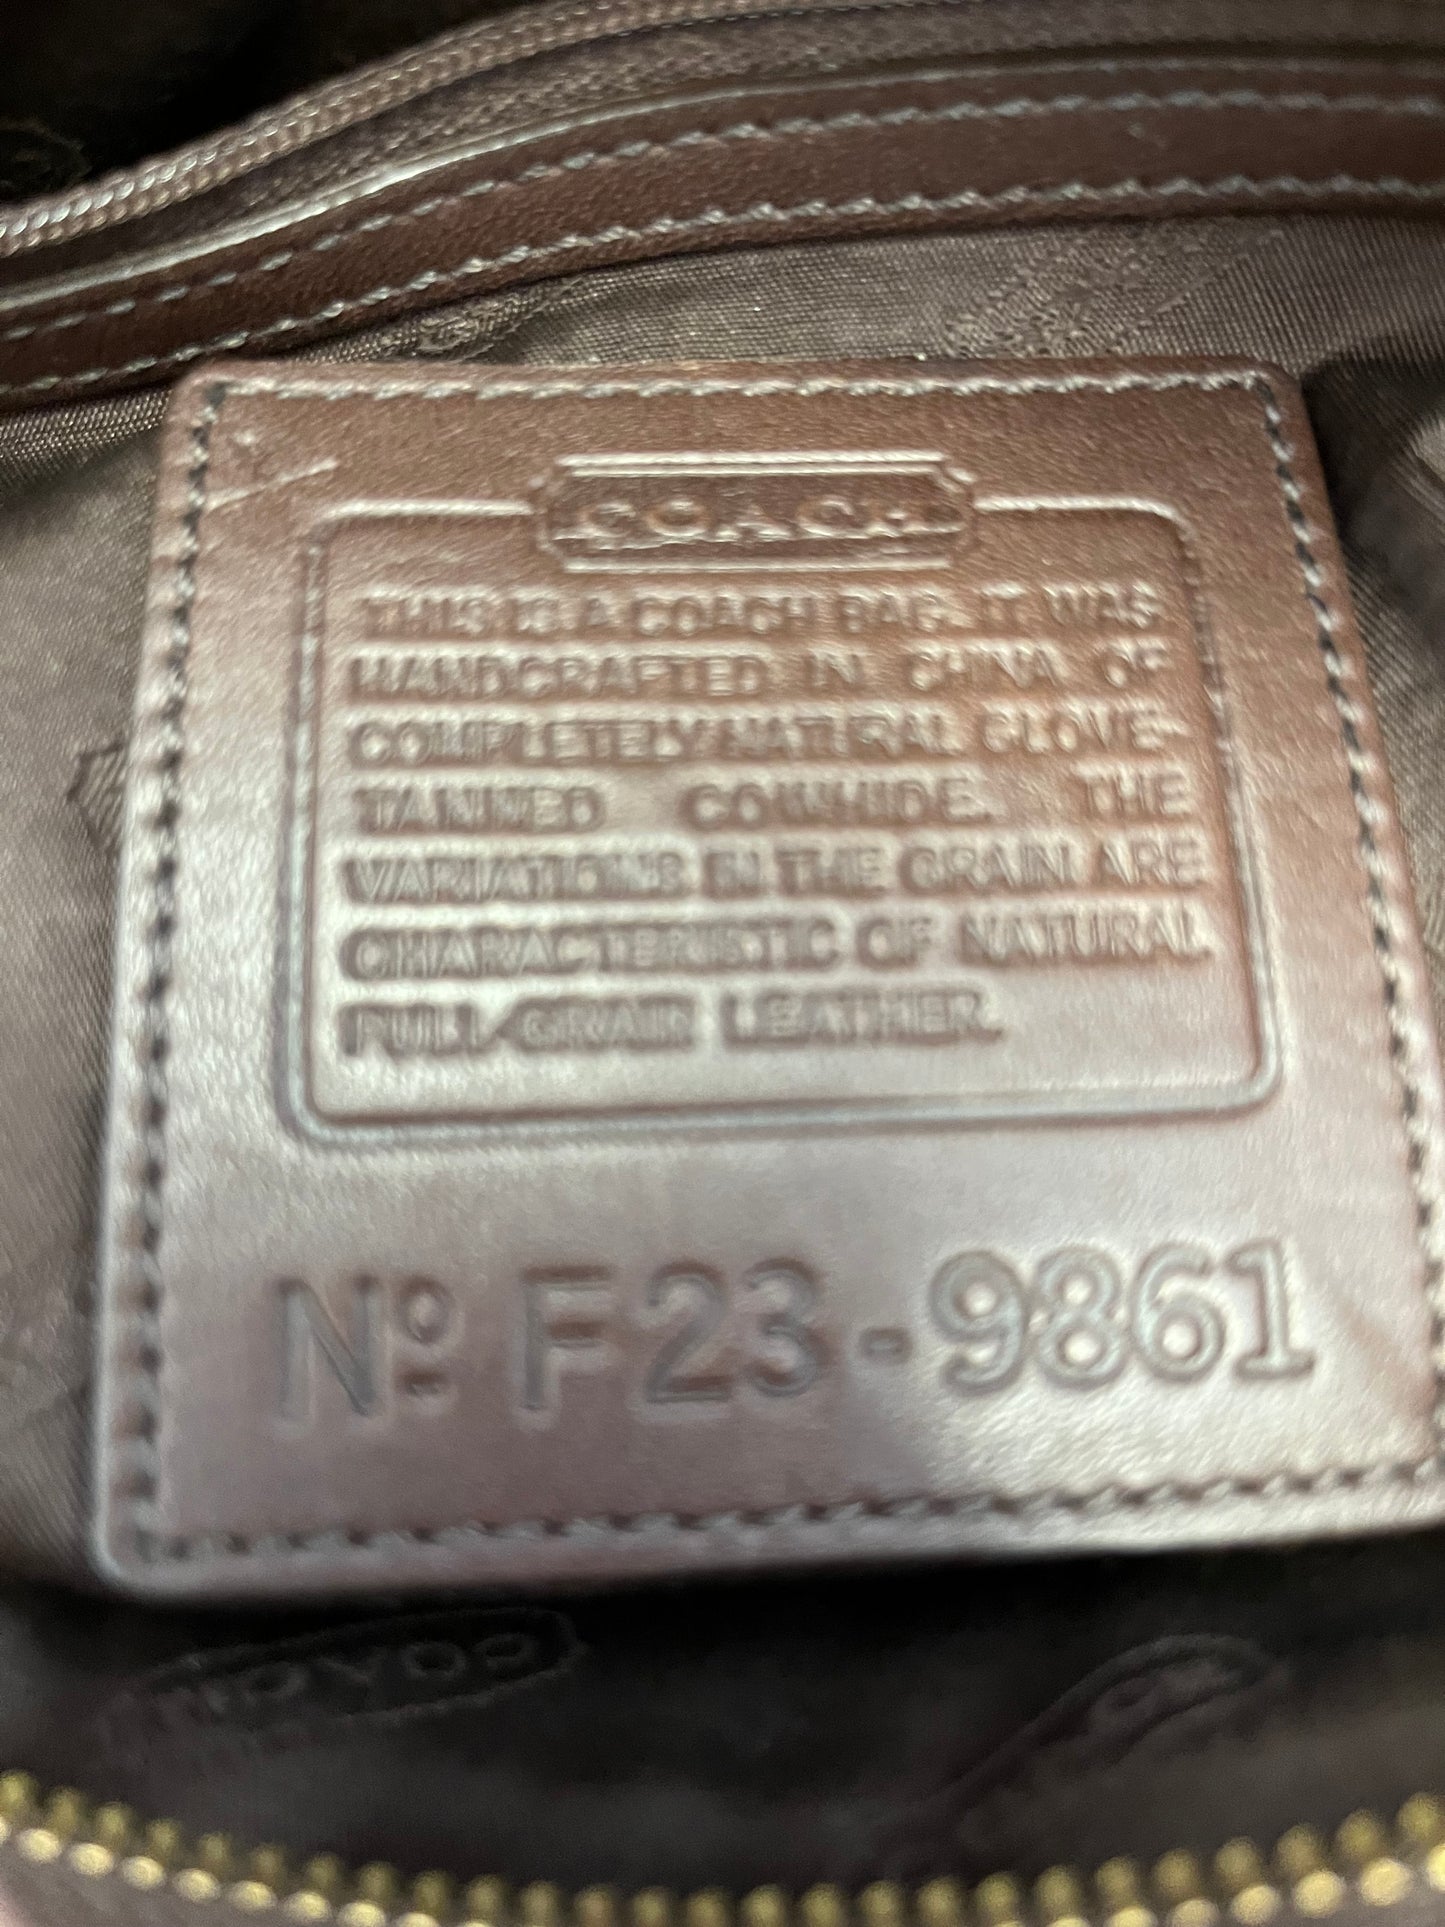 COACH
THIS IS A COACH BAG. IT WAS
HANDCRAFTED IN CHINA OF
COMPLETELY NATURAL GLOVE-
TANNED COWHIDE. THE
VARIATIONS IN THE GRAIN ARE
CHARACTERISTIC OF NATURAL
FULL-GRAIN LEATHER.
Nº F23-9861
COACH